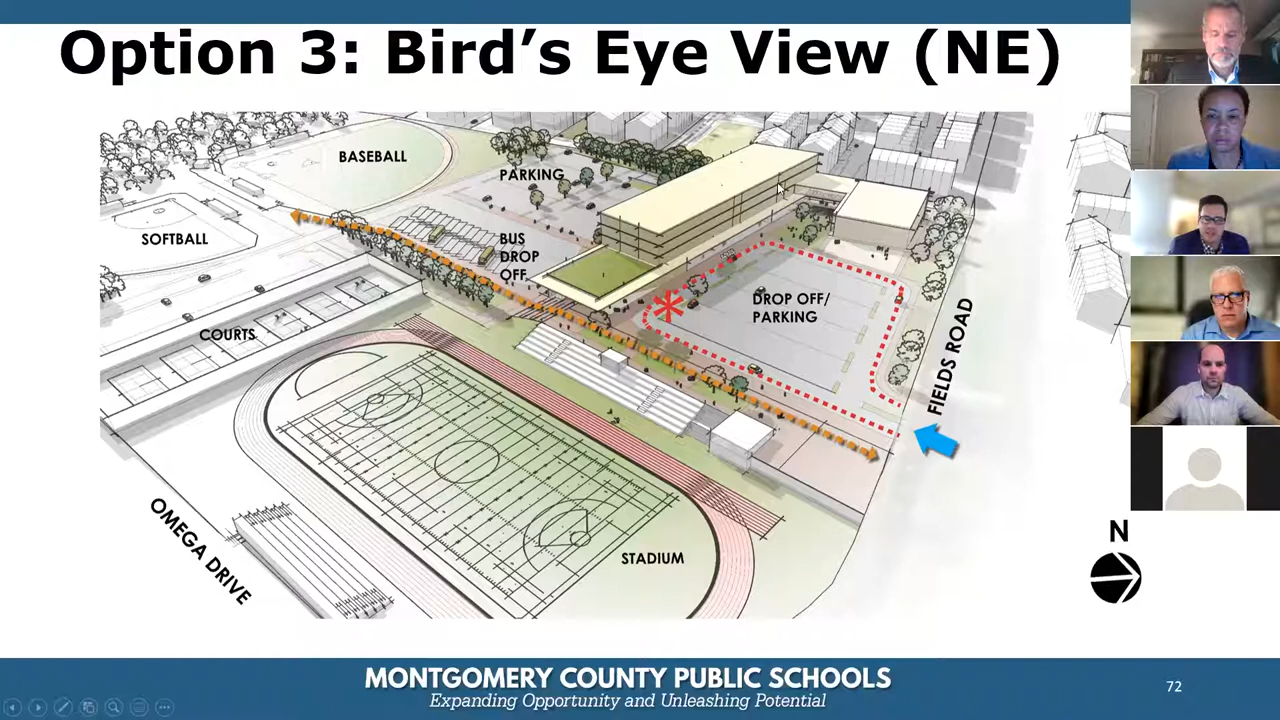 Option 3: Bird's Eye View (NE)
BASEBALL
PARKING
SOFTBALL
BUS
DROP
OFF
DROP OFF/
PARKING
COURTS
FIELDS ROAD
OMEGA DRIVE
STADIUM
N
MONTGOMERY COUNTY PUBLIC SCHOOLS
Expanding Opportunity and Unleashing Potential
72